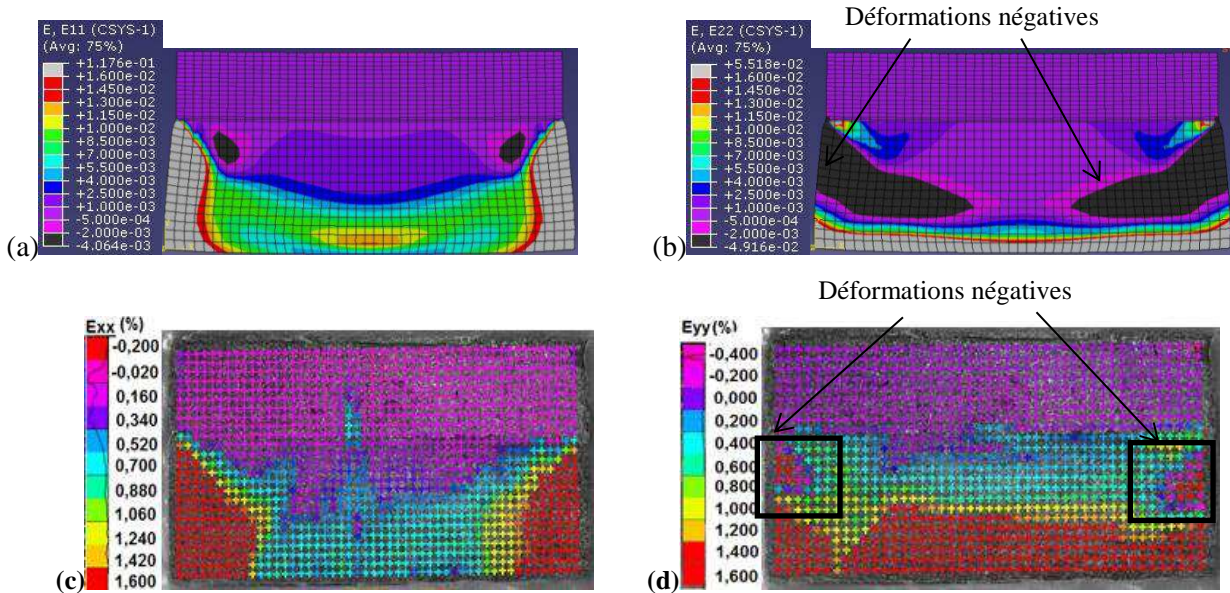 Déformations négatives
E, E11 (CSYS-1)
(Avg: 75%)
+1.176e-01
+1.600e-02
+1.450e-02
+1.300e-02
+1.150e-02
+1.000e-02
+8.500e-03
+7.000e-03
+5.500e-03
+4.000e-03
+2.500e-03
+1.000e-03
-5.000e-04
-4.064e-03
(a)
E, E22 (CSYS-1)
(Avg: 75%)
+5.518e-02
+1.600e-02
+1.450e-02
+1.300e-02
+1.150e-02
+1.000e-02
+8.500e-03
+7.000e-03
+5.500e-03
+4.000e-03
+2.500e-03
+1.000e-03
-5.000e-04
-2.000e-03
-4.916e-02
(b)
Déformations négatives
Exx (%)
-0,200
-0,020
0,160
0,340
0,520
0,700
0,880
1,060
1,240
1,420
1,600
(c)
Eyy(%)
-0,400
-0,200
0,000
0,200
0,400
0,600
0,800
1,000
1,200
1,400
1,600
(d)